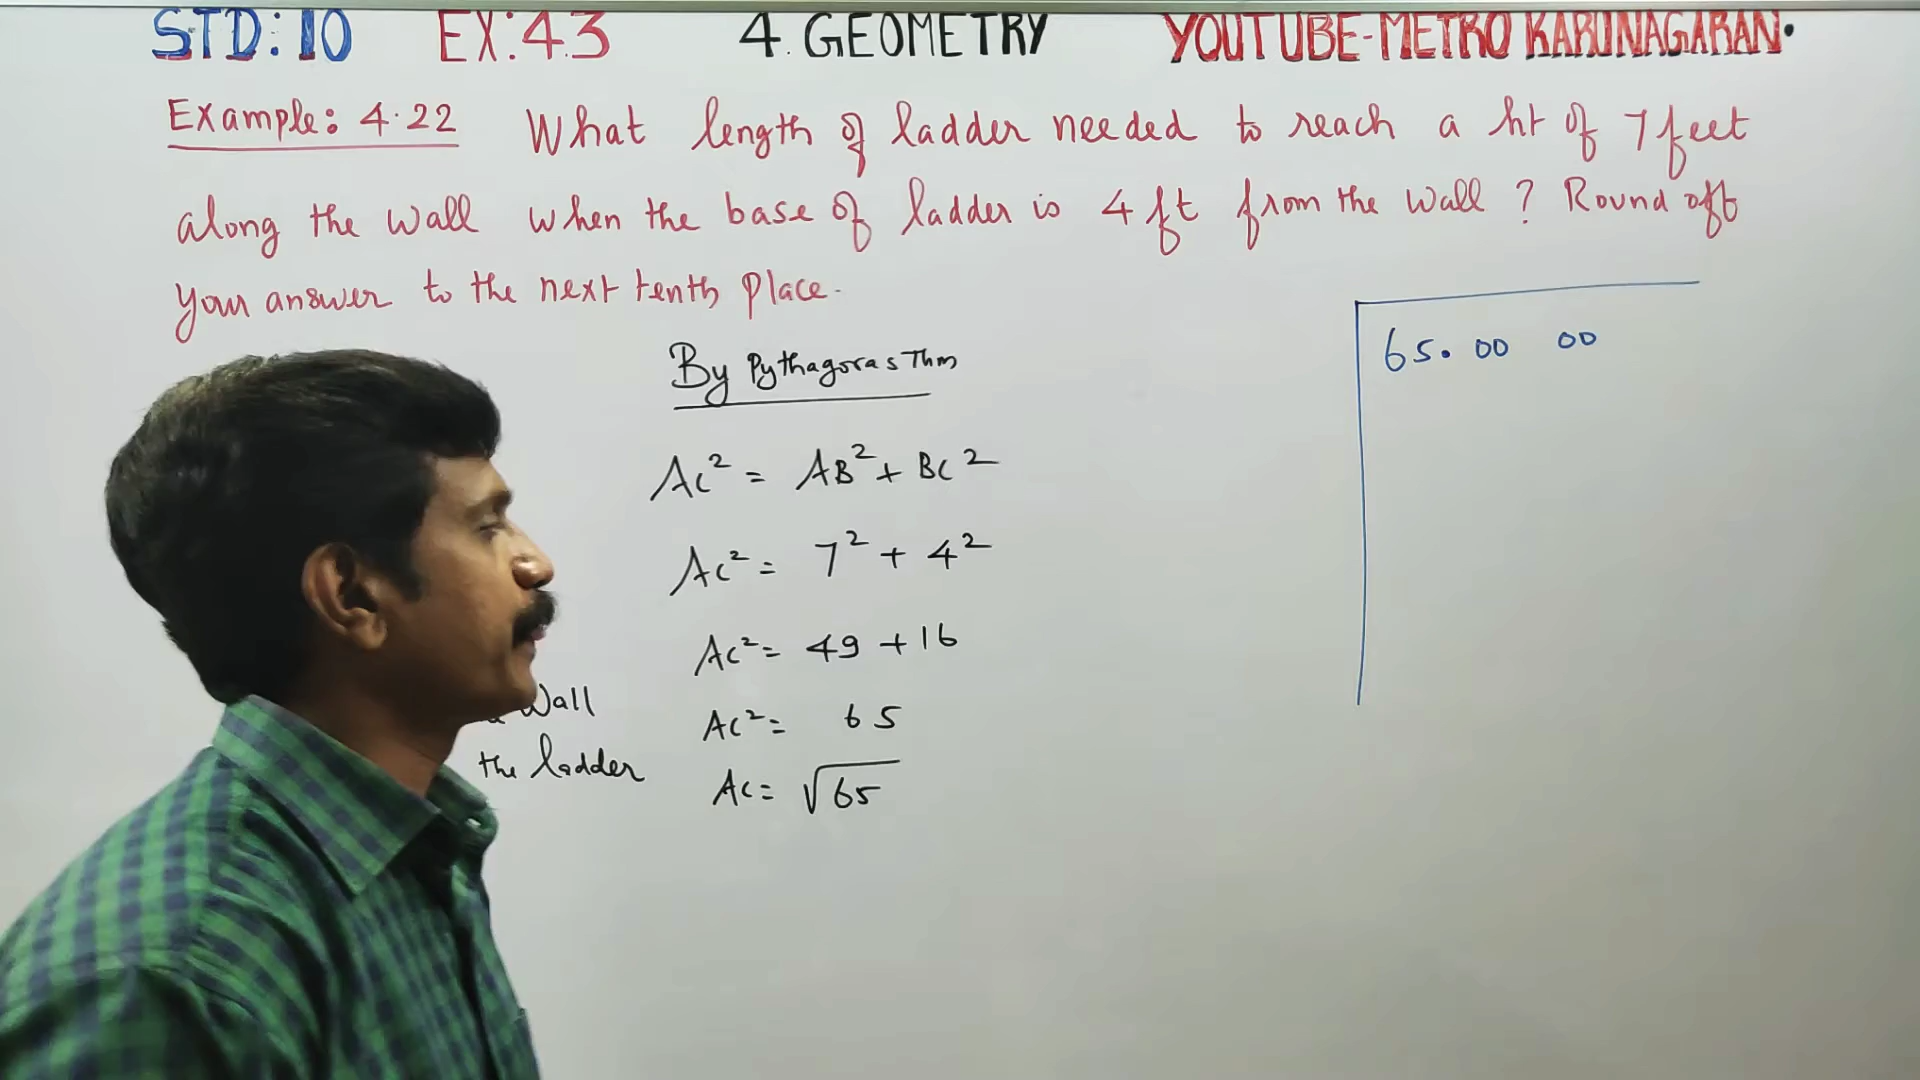 STD: 10 EX: 4.3 4. GEOMETRY YOUTUBE-METRO KARUNAGARAN.
Example: 4.22 What length of ladder needed to reach a ht of 7 feet
along the wall when the base of ladder is 4 ft from the wall? Round off
your answer to the next tenth place.
By Pythagoras Thm
AC² = AB² + BC²
AC² = 7² + 4²
AC² = 49 + 16
AC² = 65
AC = √65
Wall
the ladder
65.00 00